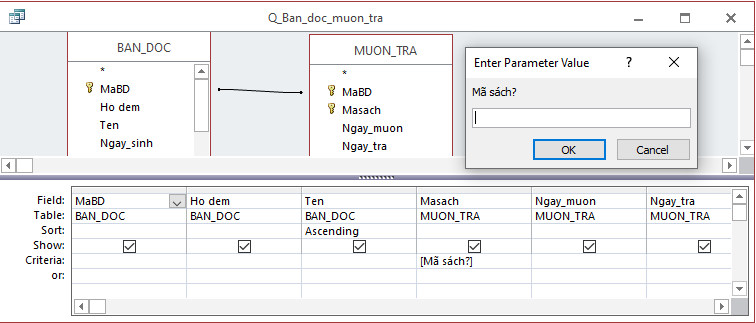 Q_Ban_doc_muon_tra
BAN_DOC
*
MaBD
Ho dem
Ten
Ngay_sinh
MUON_TRA
*
MaBD
Masach
Ngay_muon
Ngay_tra
Enter Parameter Value ? ×
Mã sách?
OK Cancel
Field: MaBD Ho dem Ten Masach Ngay_muon Ngay_tra
Table: BAN_DOC BAN_DOC BAN_DOC MUON_TRA MUON_TRA MUON_TRA
Sort: Ascending
Show:
Criteria: [Mã sách?]
or: